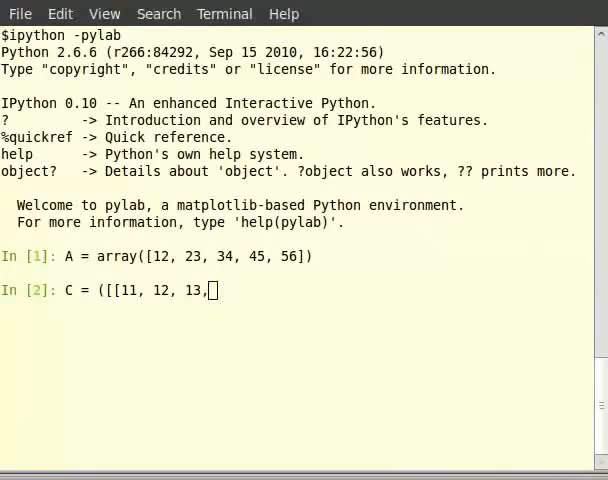 File Edit View Search Terminal Help
$ipython -pylab
Python 2.6.6 (r266:84292, Sep 15 2010, 16:22:56)
Type "copyright", "credits" or "license" for more information.
IPython 0.10 -- An enhanced Interactive Python.
?         -> Introduction and overview of IPython's features.
%quickref -> Quick reference.
help      -> Python's own help system.
object?   -> Details about 'object'. ?object also works, ?? prints more.
Welcome to pylab, a matplotlib-based Python environment.
For more information, type 'help(pylab)'.
In [1]: A = array([12, 23, 34, 45, 56])
In [2]: C = ([[11, 12, 13,